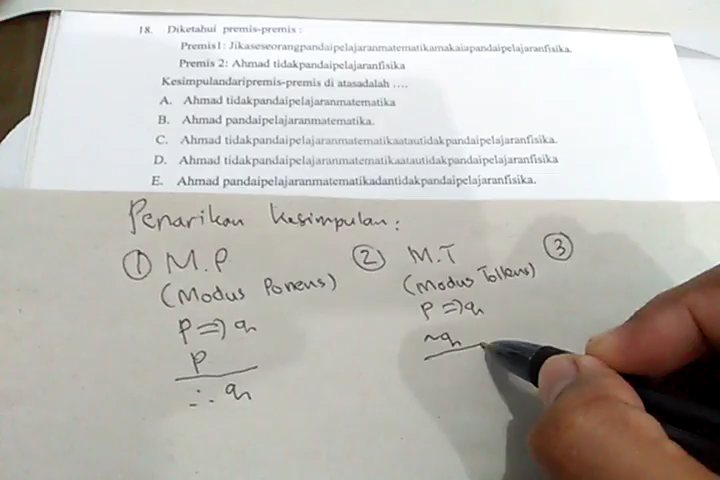 18. Diketahui premis-premis :
Premis1: Jikaseseorangpandaipelajaranmatematikamakaiapandaipelajaranfisika.
Premis 2: Ahmad tidakpandaipelajaranfisika
Kesimpulandaripremis-premis di atasadalah ....
A. Ahmad tidakpandaipelajaranmatematika
B. Ahmad pandaipelajaranmatematika.
C. Ahmad tidakpandaipelajaranmatematikaatautidakpandaipelajaranfisika.
D. Ahmad tidakpandaipelajaranmatematikaatautidakpandaipelajaranfisika
E. Ahmad pandaipelajaranmatematikadantidakpandaipelajaranfisika.
Penarikan Kesimpulan:
① M.P
(Modus Ponens)
p ⇒ q
p
∴ q
② M.T
(Modus Tollens)
p ⇒ q
~q
③